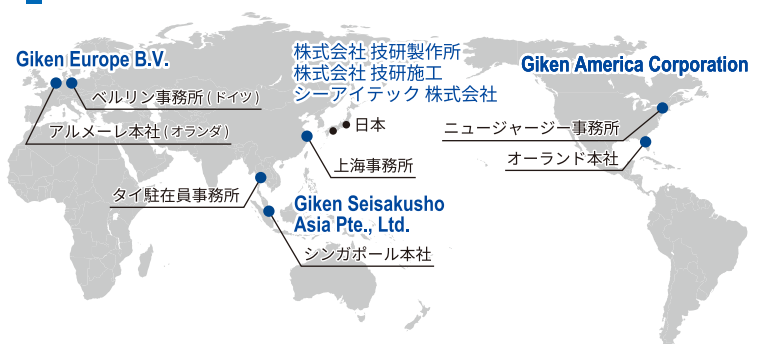 Giken Europe B.V.
ベルリン事務所 ( ドイツ )
アルメーレ本社 ( オランダ )
株式会社 技研製作所
株式会社 技研施工
シーアイテック 株式会社
日本
上海事務所
タイ駐在員事務所
Giken Seisakusho
Asia Pte., Ltd.
シンガポール本社
Giken America Corporation
ニュージャージー事務所
オーランド本社